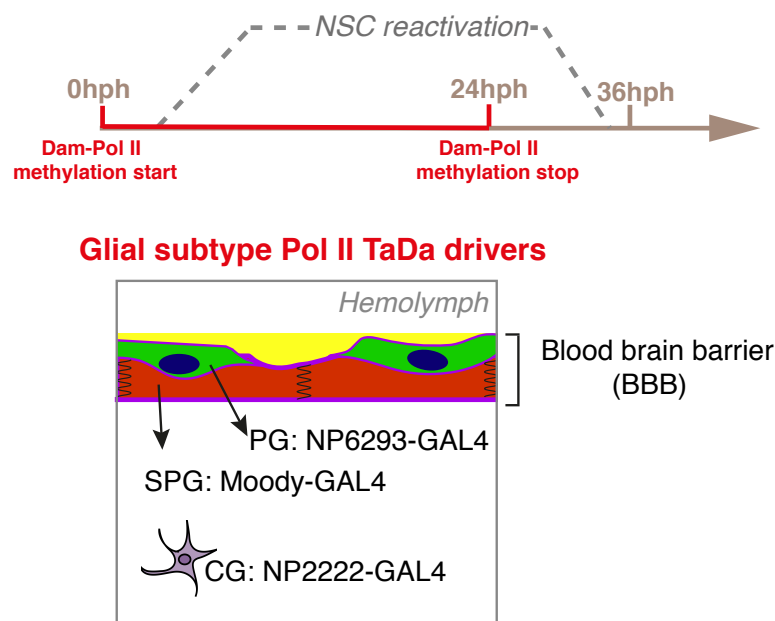 NSC reactivation
0hph
24hph
36hph
Dam-Pol II
methylation start
Dam-Pol II
methylation stop
Glial subtype Pol II TaDa drivers
Hemolymph
Blood brain barrier
(BBB)
PG: NP6293-GAL4
SPG: Moody-GAL4
CG: NP2222-GAL4